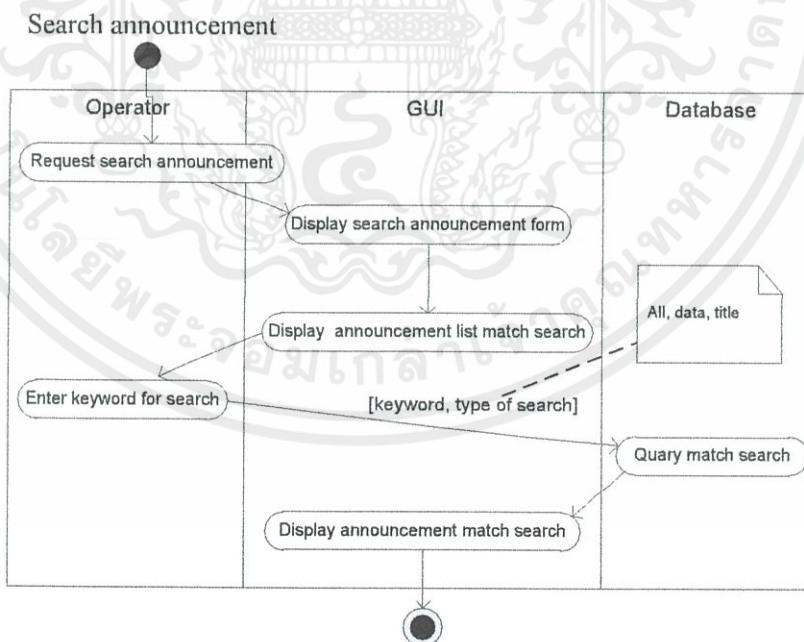 Search announcement
Operator
GUI
Database
Request search announcement
Display search announcement form
All, data, title
Display announcement list match search
Enter keyword for search
[keyword, type of search]
Quary match search
Display announcement match search